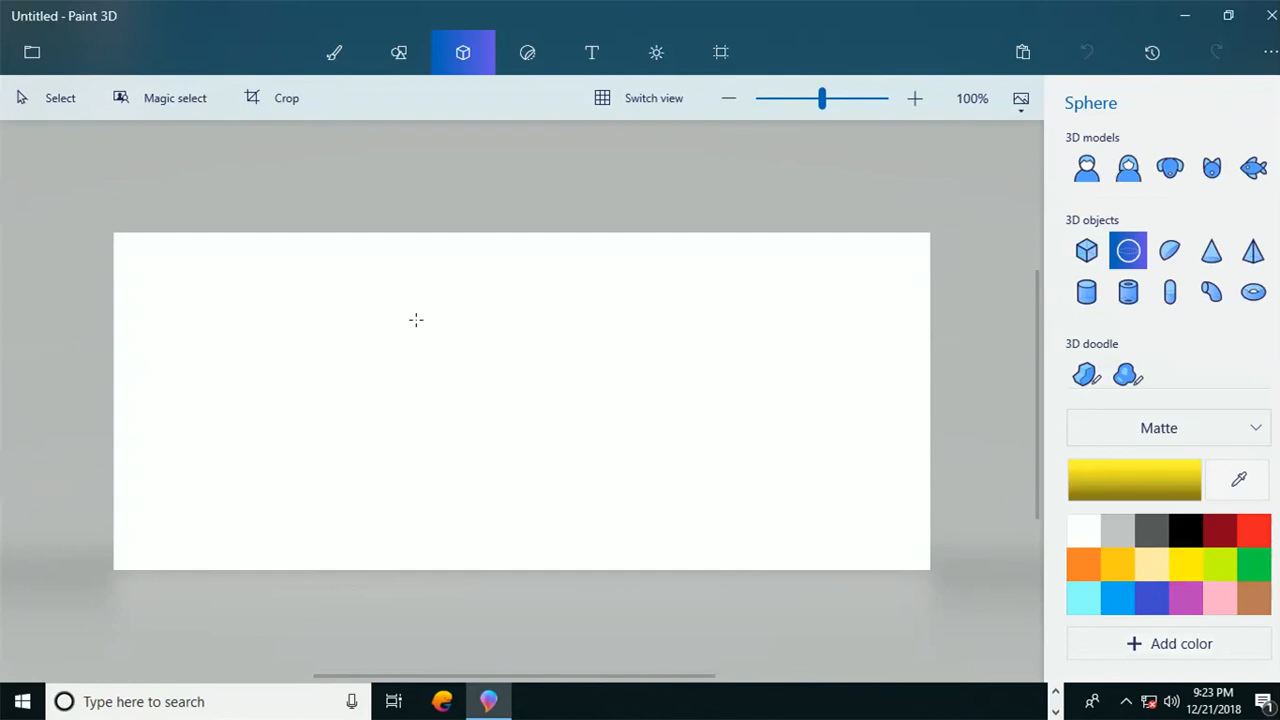 Untitled - Paint 3D
Select
Magic select
Crop
Switch view
100%
Sphere
3D models
3D objects
3D doodle
Matte
Add color
Type here to search
9:23 PM
12/21/2018
1